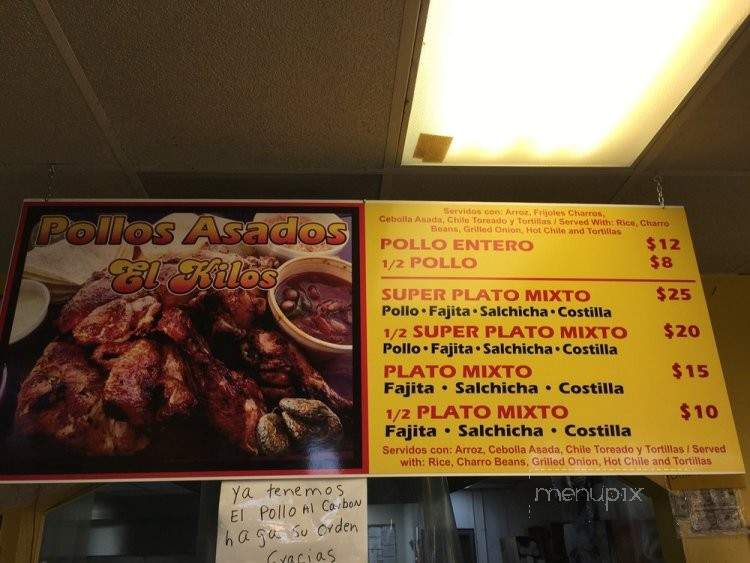 Pollos Asados
El Kilos
Servidos con: Arroz, Frijoles Charros,
Cebolla Asada, Chile Toreado y Tortillas / Served With: Rice, Charro
Beans, Grilled Onion, Hot Chile and Tortillas
POLLO ENTERO $12
1/2 POLLO $8
SUPER PLATO MIXTO $25
Pollo • Fajita • Salchicha • Costilla
1/2 SUPER PLATO MIXTO $20
Pollo • Fajita • Salchicha • Costilla
PLATO MIXTO $15
Fajita • Salchicha • Costilla
1/2 PLATO MIXTO $10
Fajita • Salchicha • Costilla
Servidos con: Arroz, Cebolla Asada, Chile Toreado y Tortillas / Served
with: Rice, Charro Beans, Grilled Onion, Hot Chile and Tortillas
menupix
Ya tenemos
El Pollo Al Carbon
haga su orden
Gracias